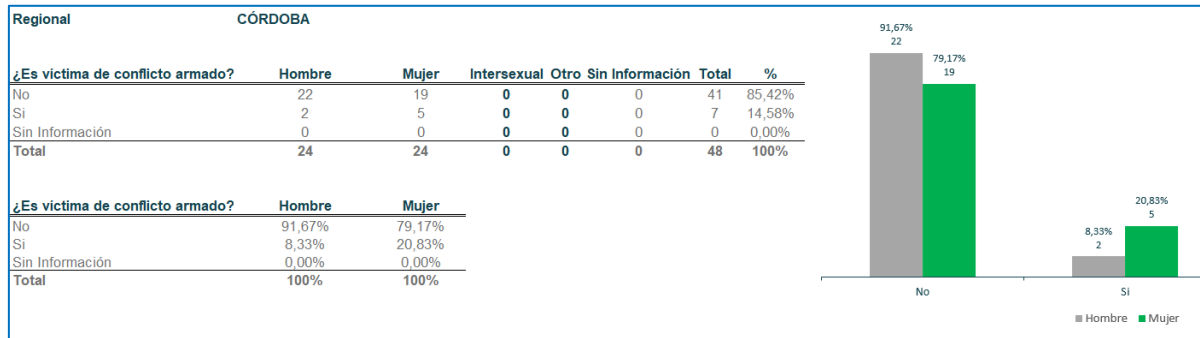 Regional CÓRDOBA
¿Es víctima de conflicto armado? Hombre Mujer Intersexual Otro Sin Información Total %
No 22 19 0 0 0 41 85,42%
Si 2 5 0 0 0 7 14,58%
Sin Información 0 0 0 0 0 0 0,00%
Total 24 24 0 0 0 48 100%
¿Es víctima de conflicto armado? Hombre Mujer
No 91,67% 79,17%
Si 8,33% 20,83%
Sin Información 0,00% 0,00%
Total 100% 100%
91,67%
22
79,17%
19
8,33%
2
20,83%
5
No Si
Hombre Mujer